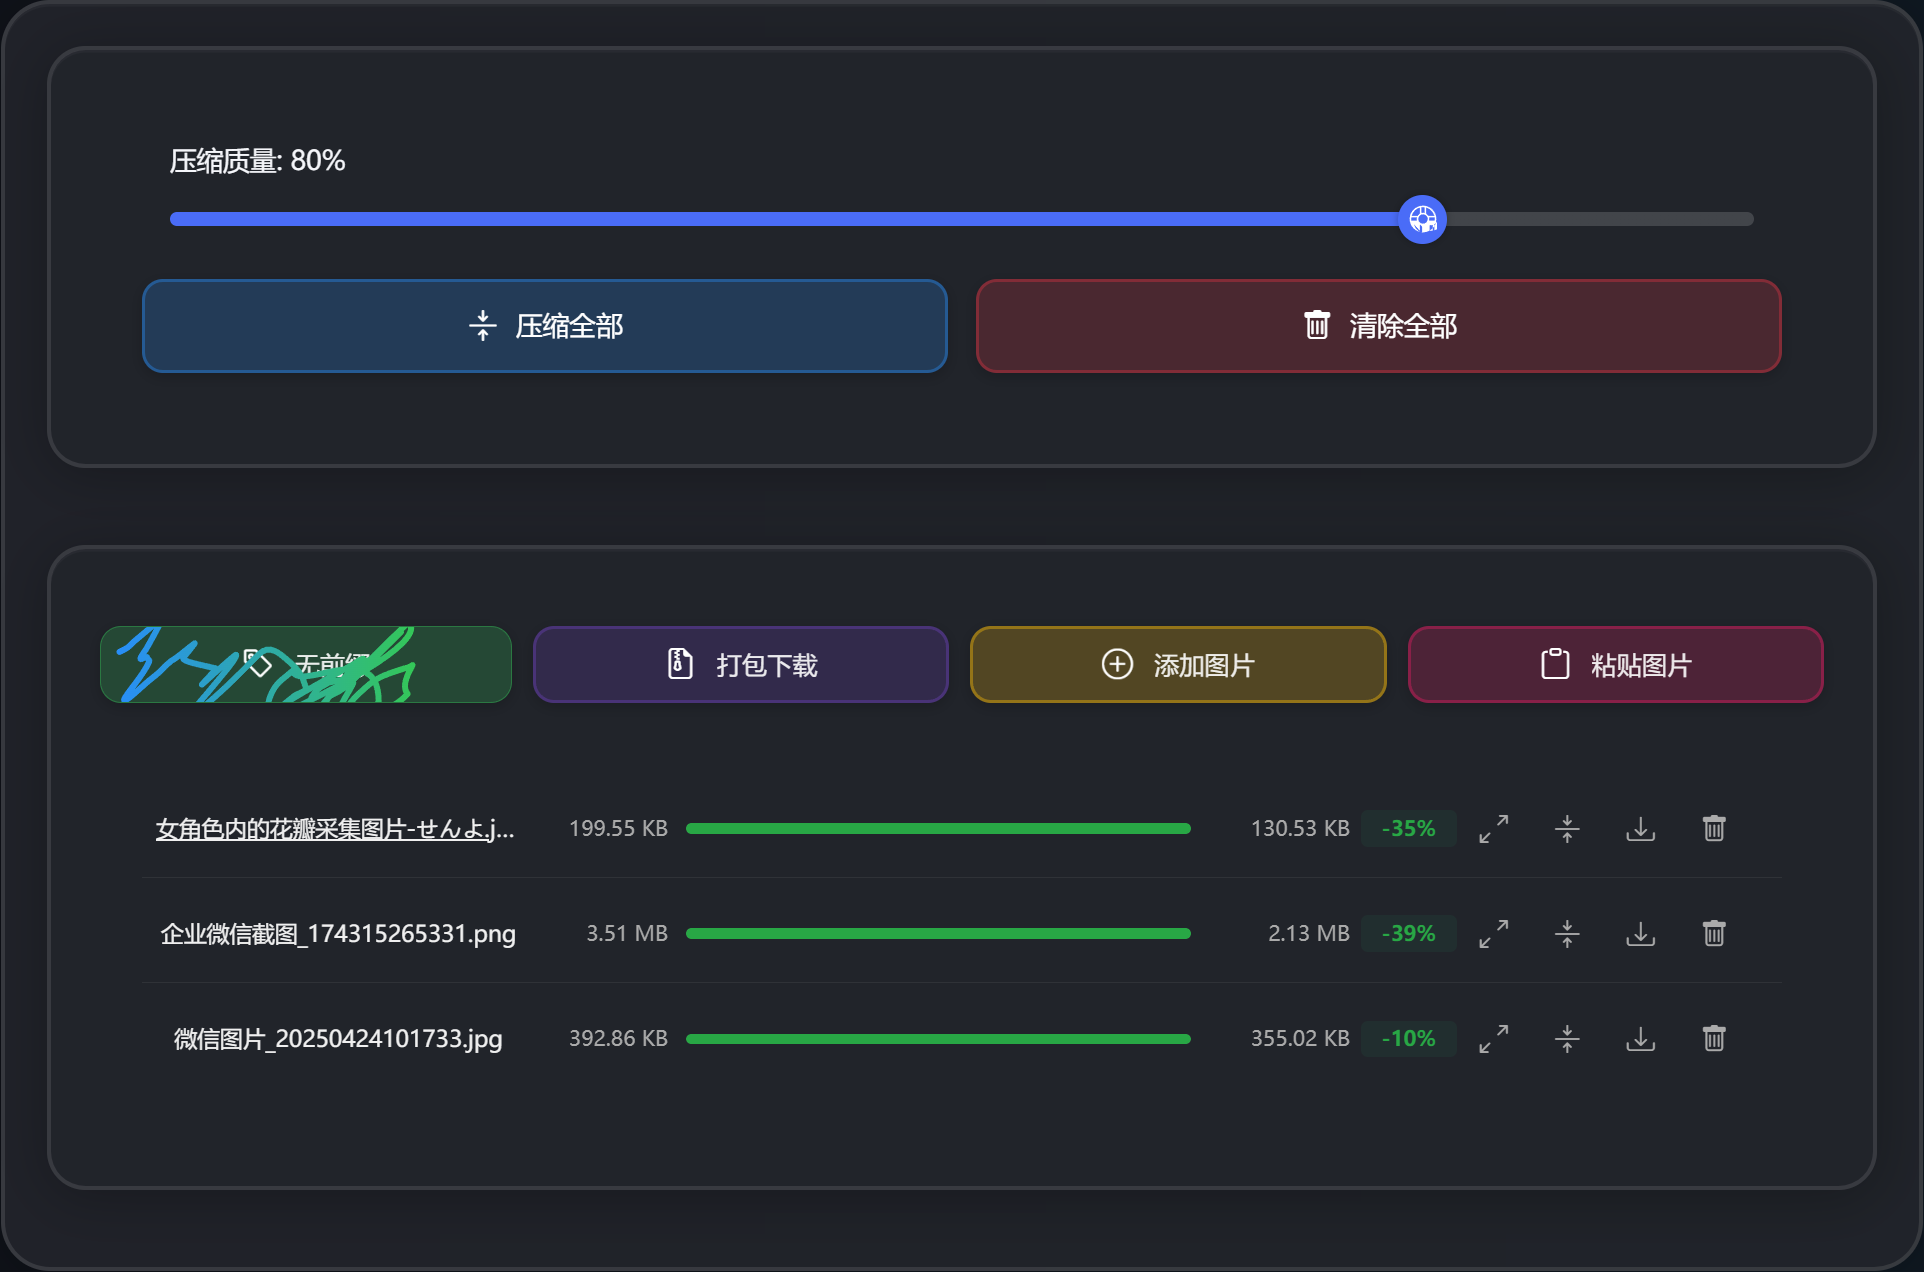 压缩质量: 80%
压缩全部
清除全部
无前缀
打包下载
添加图片
粘贴图片
女角色内的花瓣采集图片-せんよ.j... 199.55 KB 130.53 KB -35%
企业微信截图_174315265331.png 3.51 MB 2.13 MB -39%
微信图片_20250424101733.jpg 392.86 KB 355.02 KB -10%